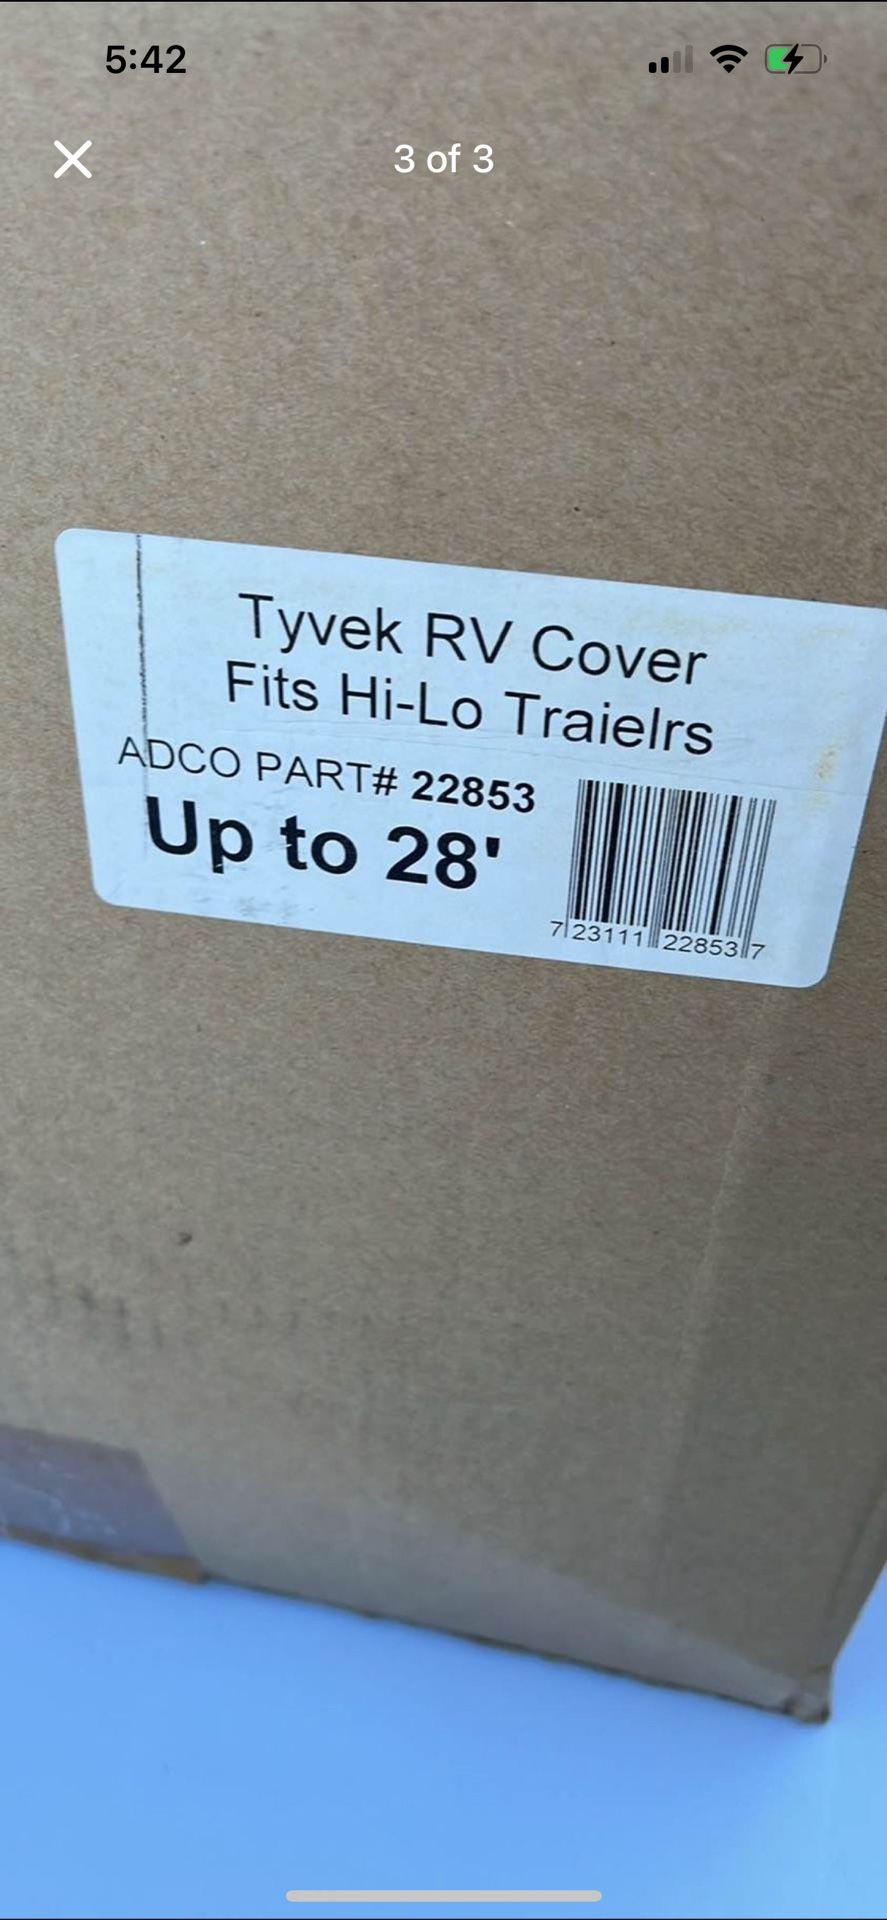 5:42
3 of 3
Tyvek RV Cover
Fits Hi-Lo Traielrs
ADCO PART# 22853
Up to 28'
7 23111 22853 7